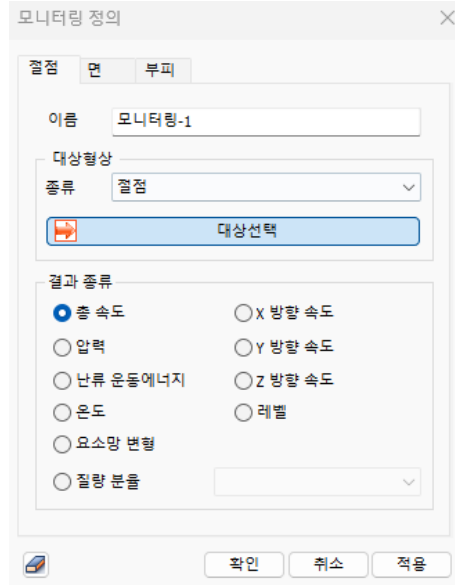 모니터링 정의
절점 면 부피
이름 모니터링-1
대상형상
종류 절점
대상선택
결과 종류
총 속도 X 방향 속도
압력 Y 방향 속도
난류 운동에너지 Z 방향 속도
온도 레벨
요소망 변형
질량 분율
확인 취소 적용